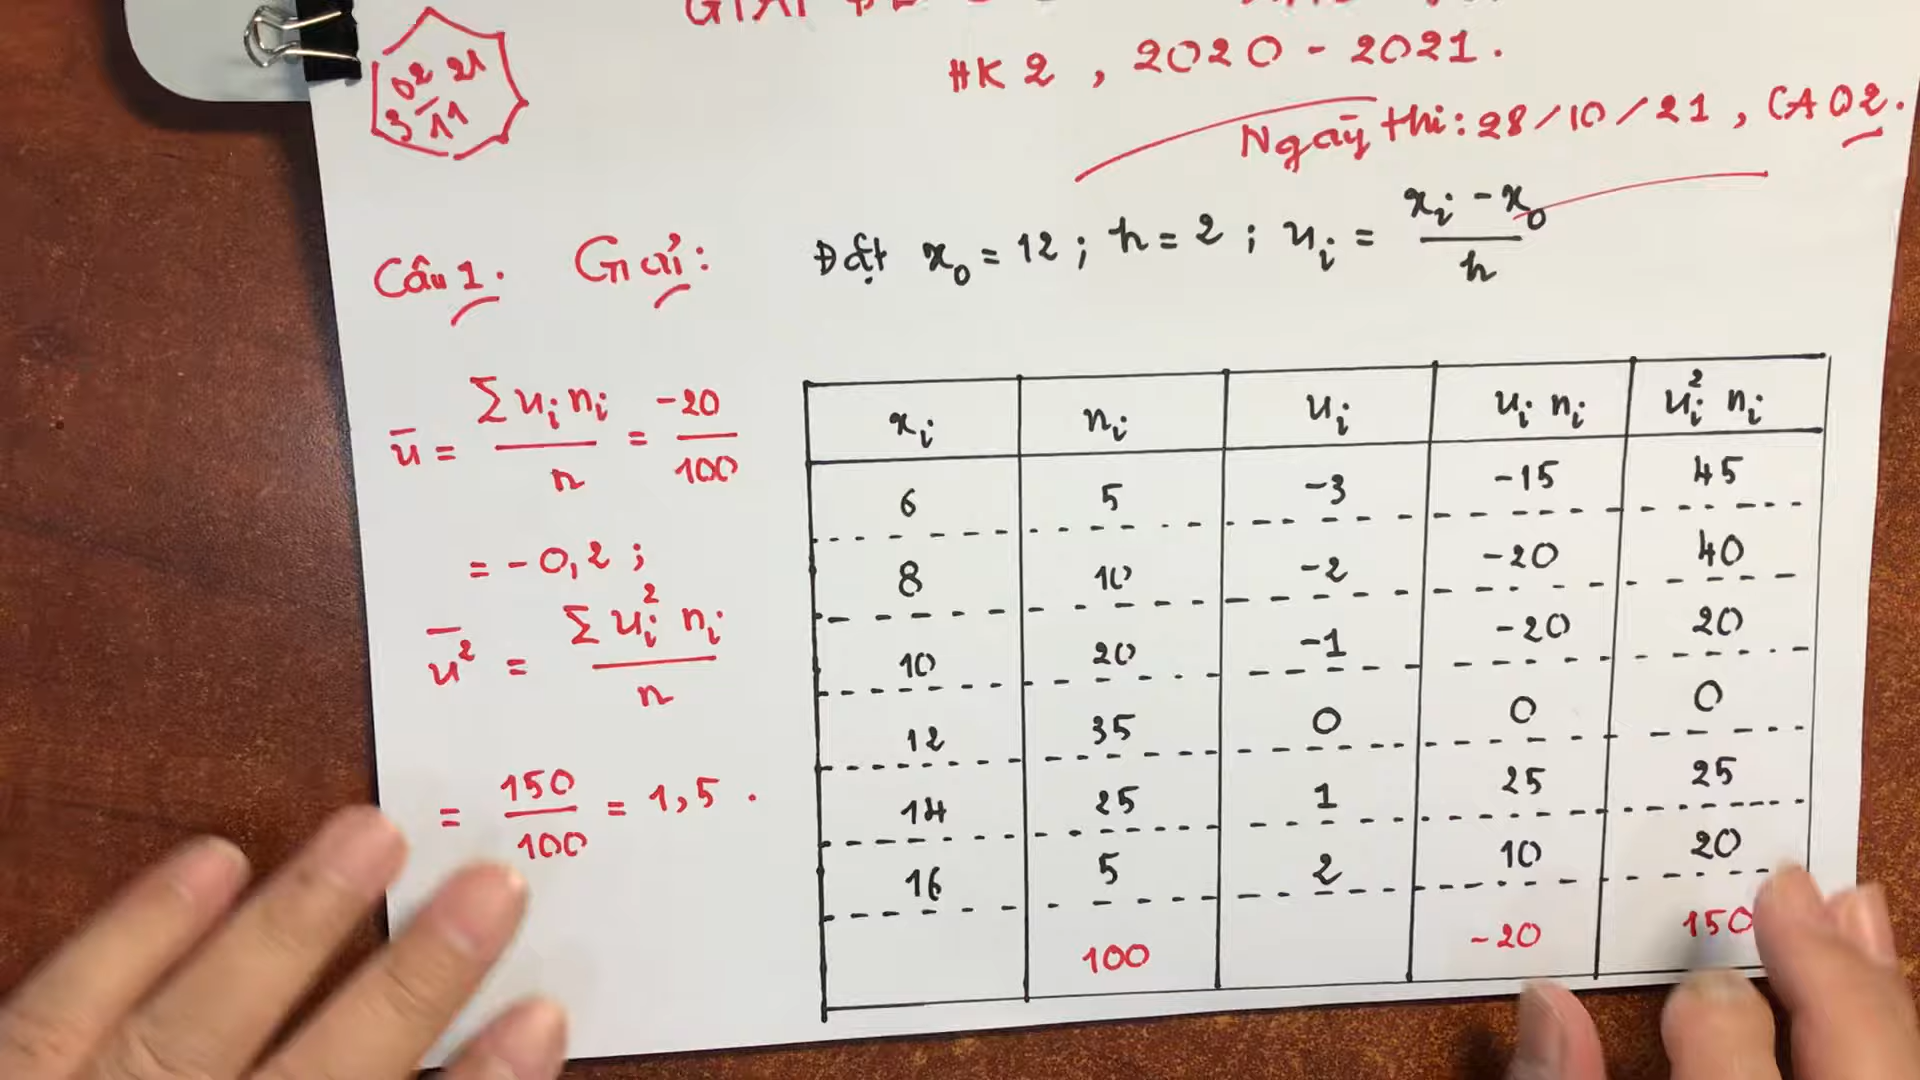 HK2, 2020 - 2021.
Ngày thi: 28/10/21, CA 02.
02 21
3 11
Câu 1. Giải: Đặt x₀ = 12; h = 2; uᵢ = (xᵢ - x₀)/h
ū = Σuᵢnᵢ/n = -20/100
= -0,2;
u̅² = Σuᵢ²nᵢ/n
= 150/100 = 1,5.
xᵢ nᵢ uᵢ uᵢnᵢ uᵢ²nᵢ
6 5 -3 -15 45
8 10 -2 -20 40
10 20 -1 -20 20
12 35 0 0 0
14 25 1 25 25
16 5 2 10 20
100 -20 150